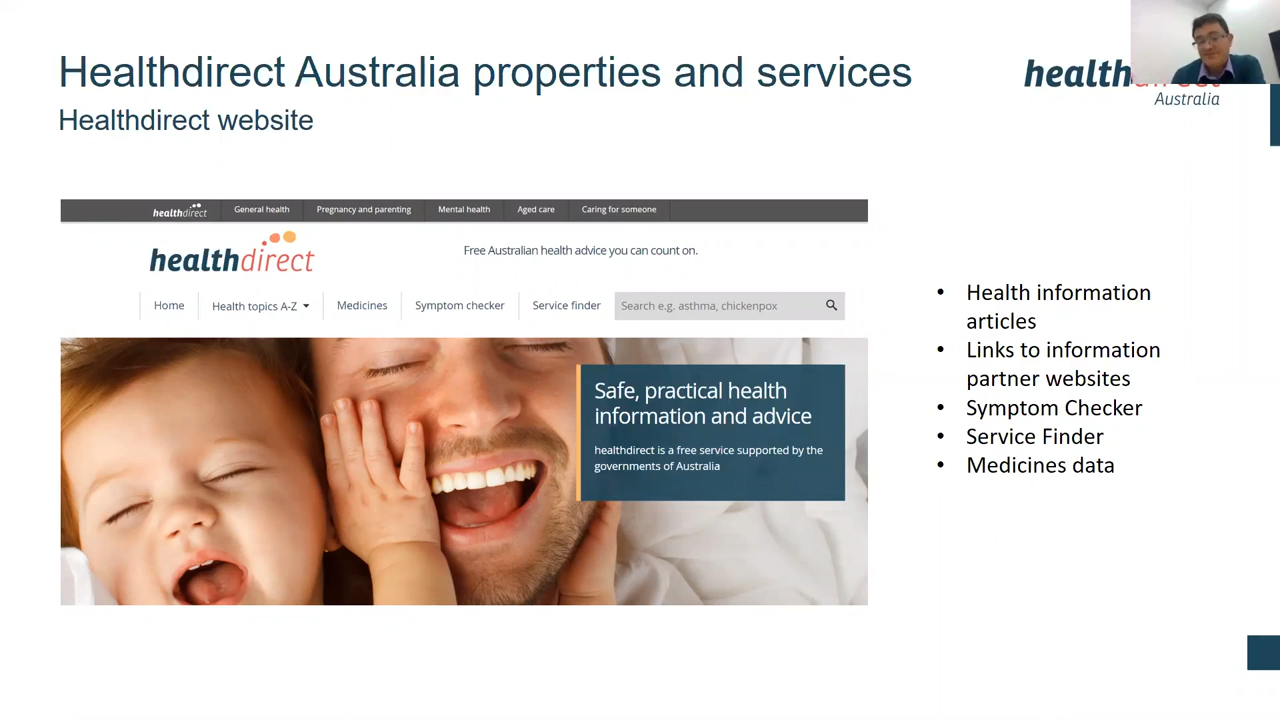 Healthdirect Australia properties and services
Healthdirect website
health
Australia
healthdirect
General health
Pregnancy and parenting
Mental health
Aged care
Caring for someone
healthdirect
Free Australian health advice you can count on.
Home
Health topics A-Z
Medicines
Symptom checker
Service finder
Search e.g. asthma, chickenpox
Safe, practical health
information and advice
healthdirect is a free service supported by the
governments of Australia
• Health information
articles
• Links to information
partner websites
• Symptom Checker
• Service Finder
• Medicines data